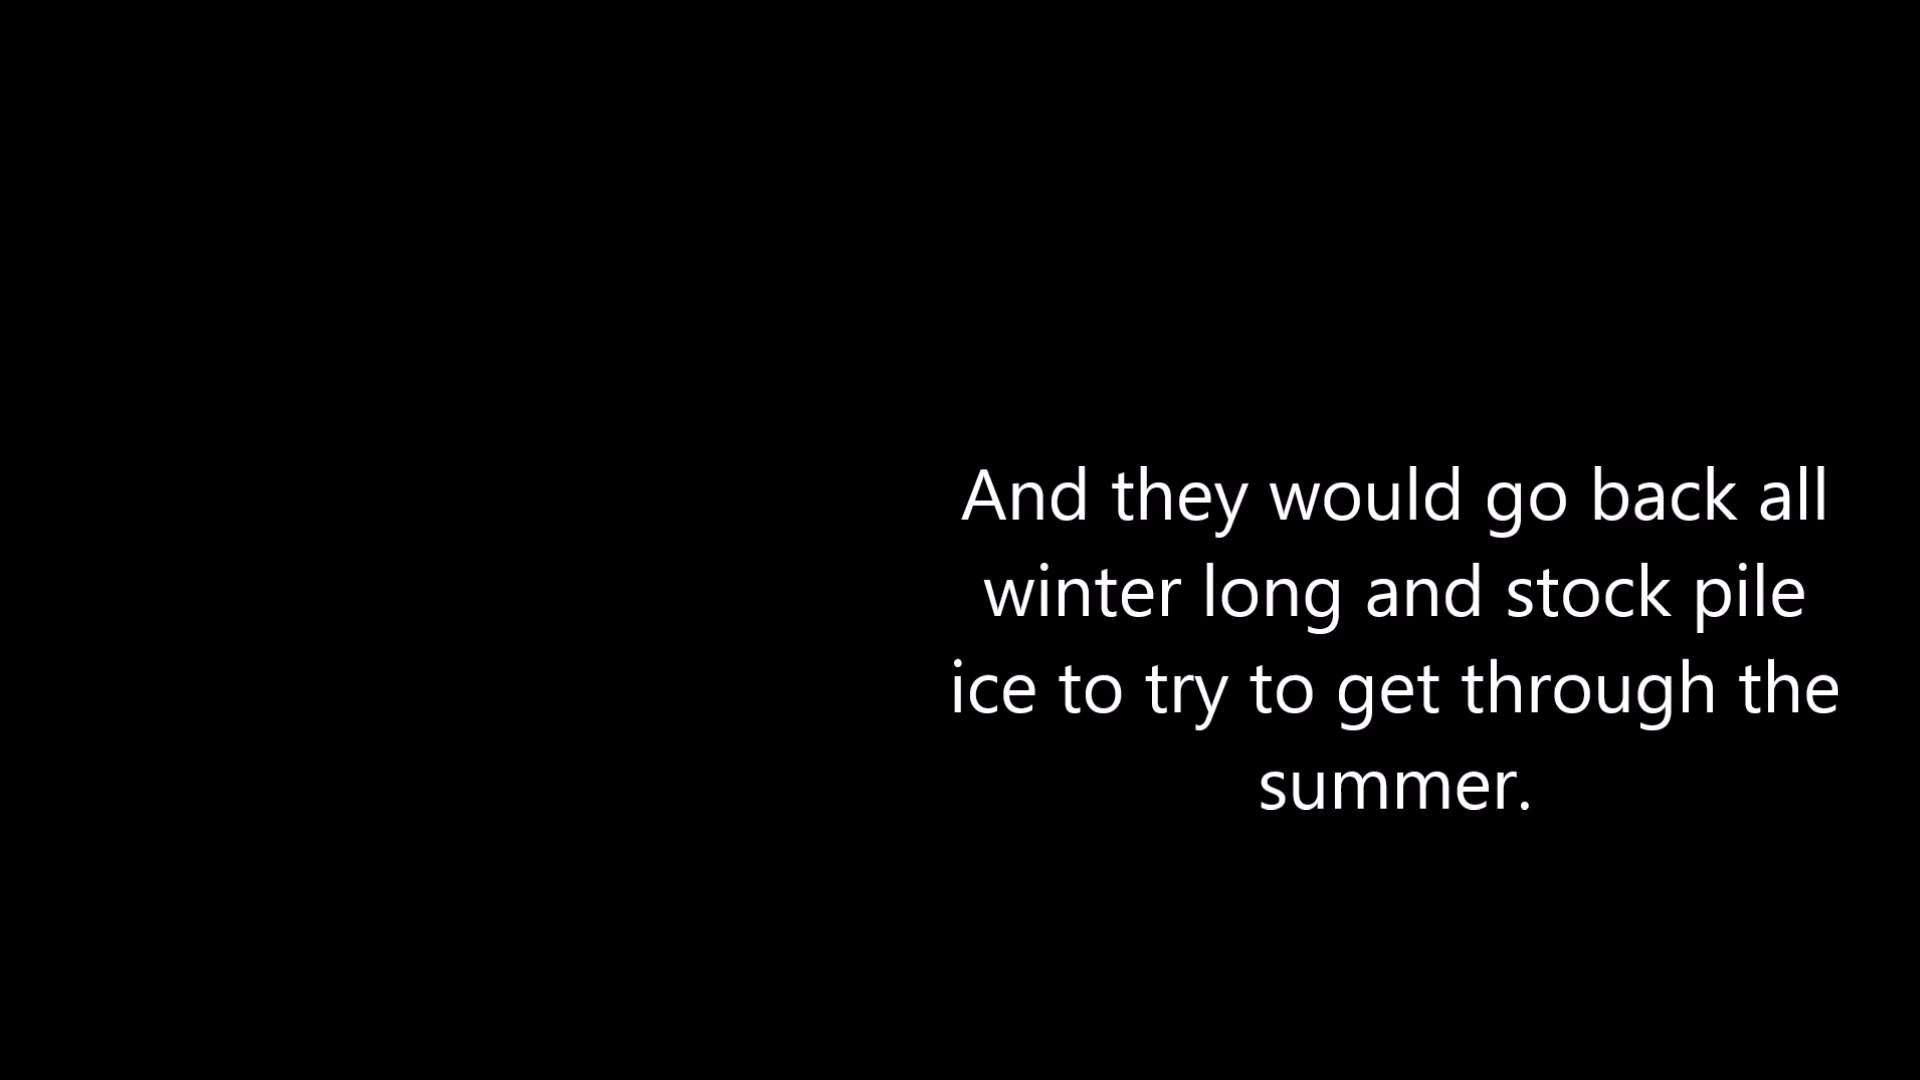 And they would go back all
winter long and stock pile
ice to try to get through the
summer.